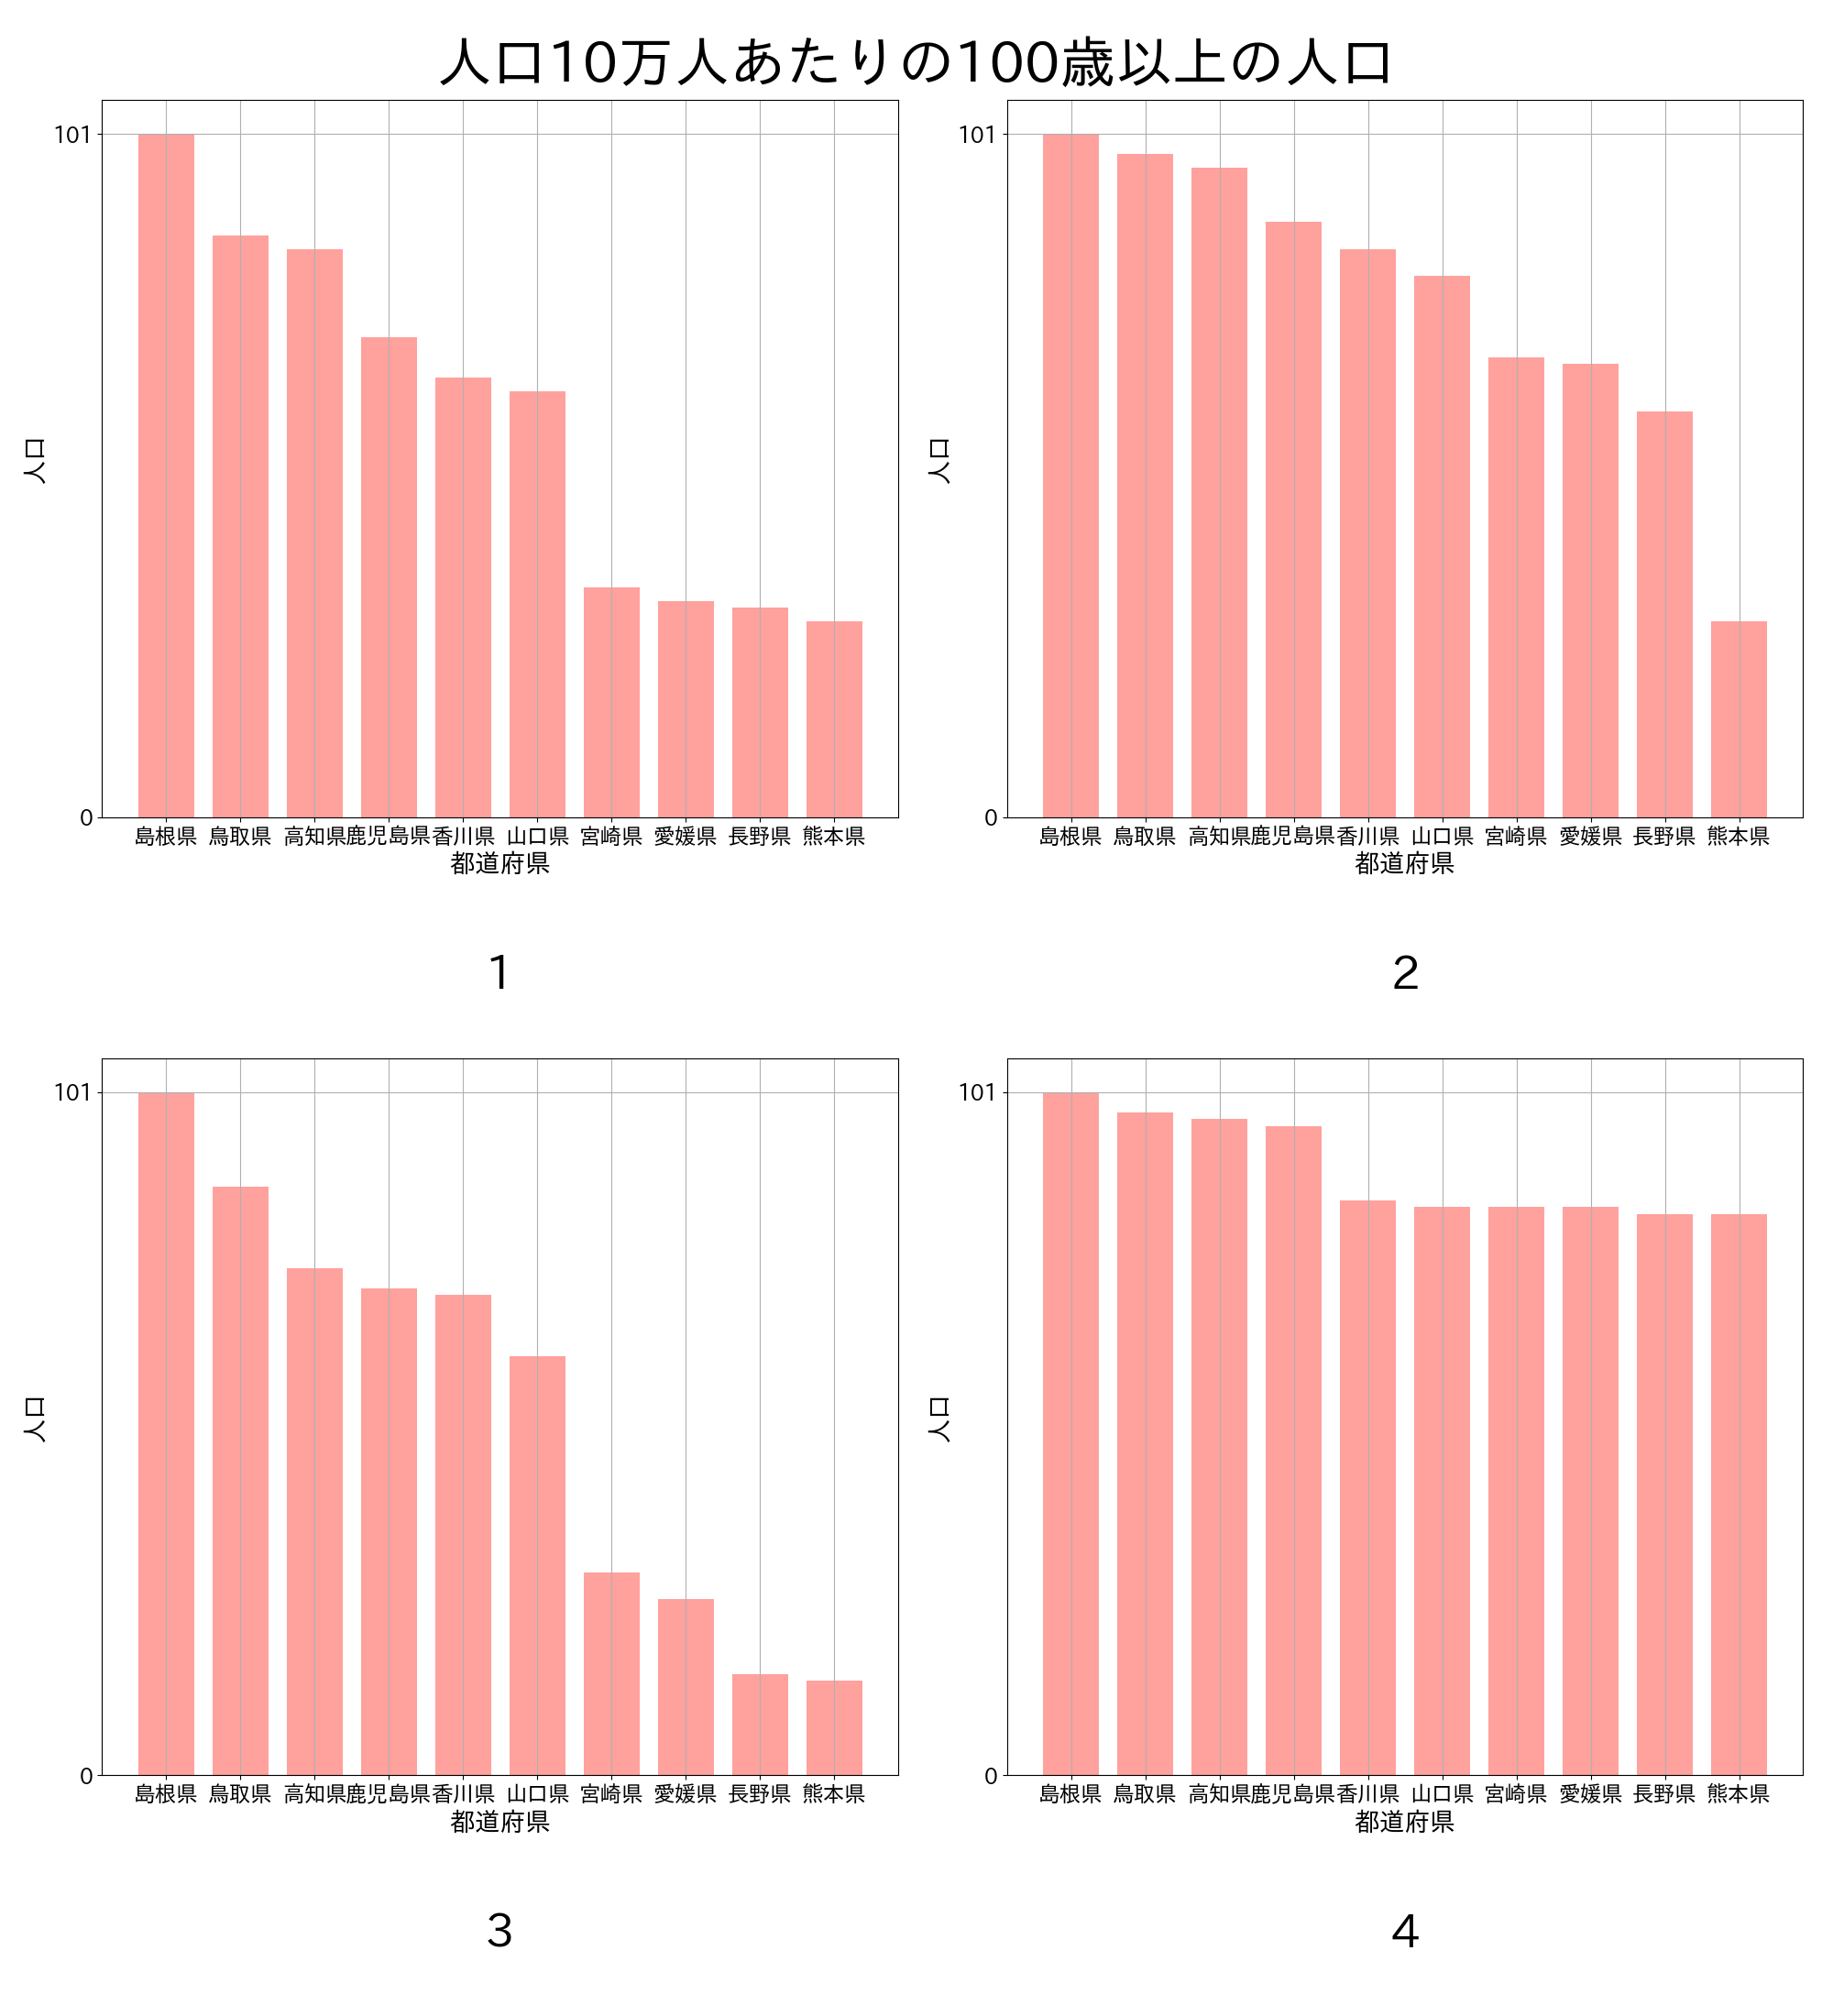 人口10万人あたりの100歳以上の人口
101
0
人口
島根県 鳥取県 高知県 鹿児島県 香川県 山口県 宮崎県 愛媛県 長野県 熊本県
都道府県
1
101
0
人口
島根県 鳥取県 高知県 鹿児島県 香川県 山口県 宮崎県 愛媛県 長野県 熊本県
都道府県
2
101
0
人口
島根県 鳥取県 高知県 鹿児島県 香川県 山口県 宮崎県 愛媛県 長野県 熊本県
都道府県
3
101
0
人口
島根県 鳥取県 高知県 鹿児島県 香川県 山口県 宮崎県 愛媛県 長野県 熊本県
都道府県
4